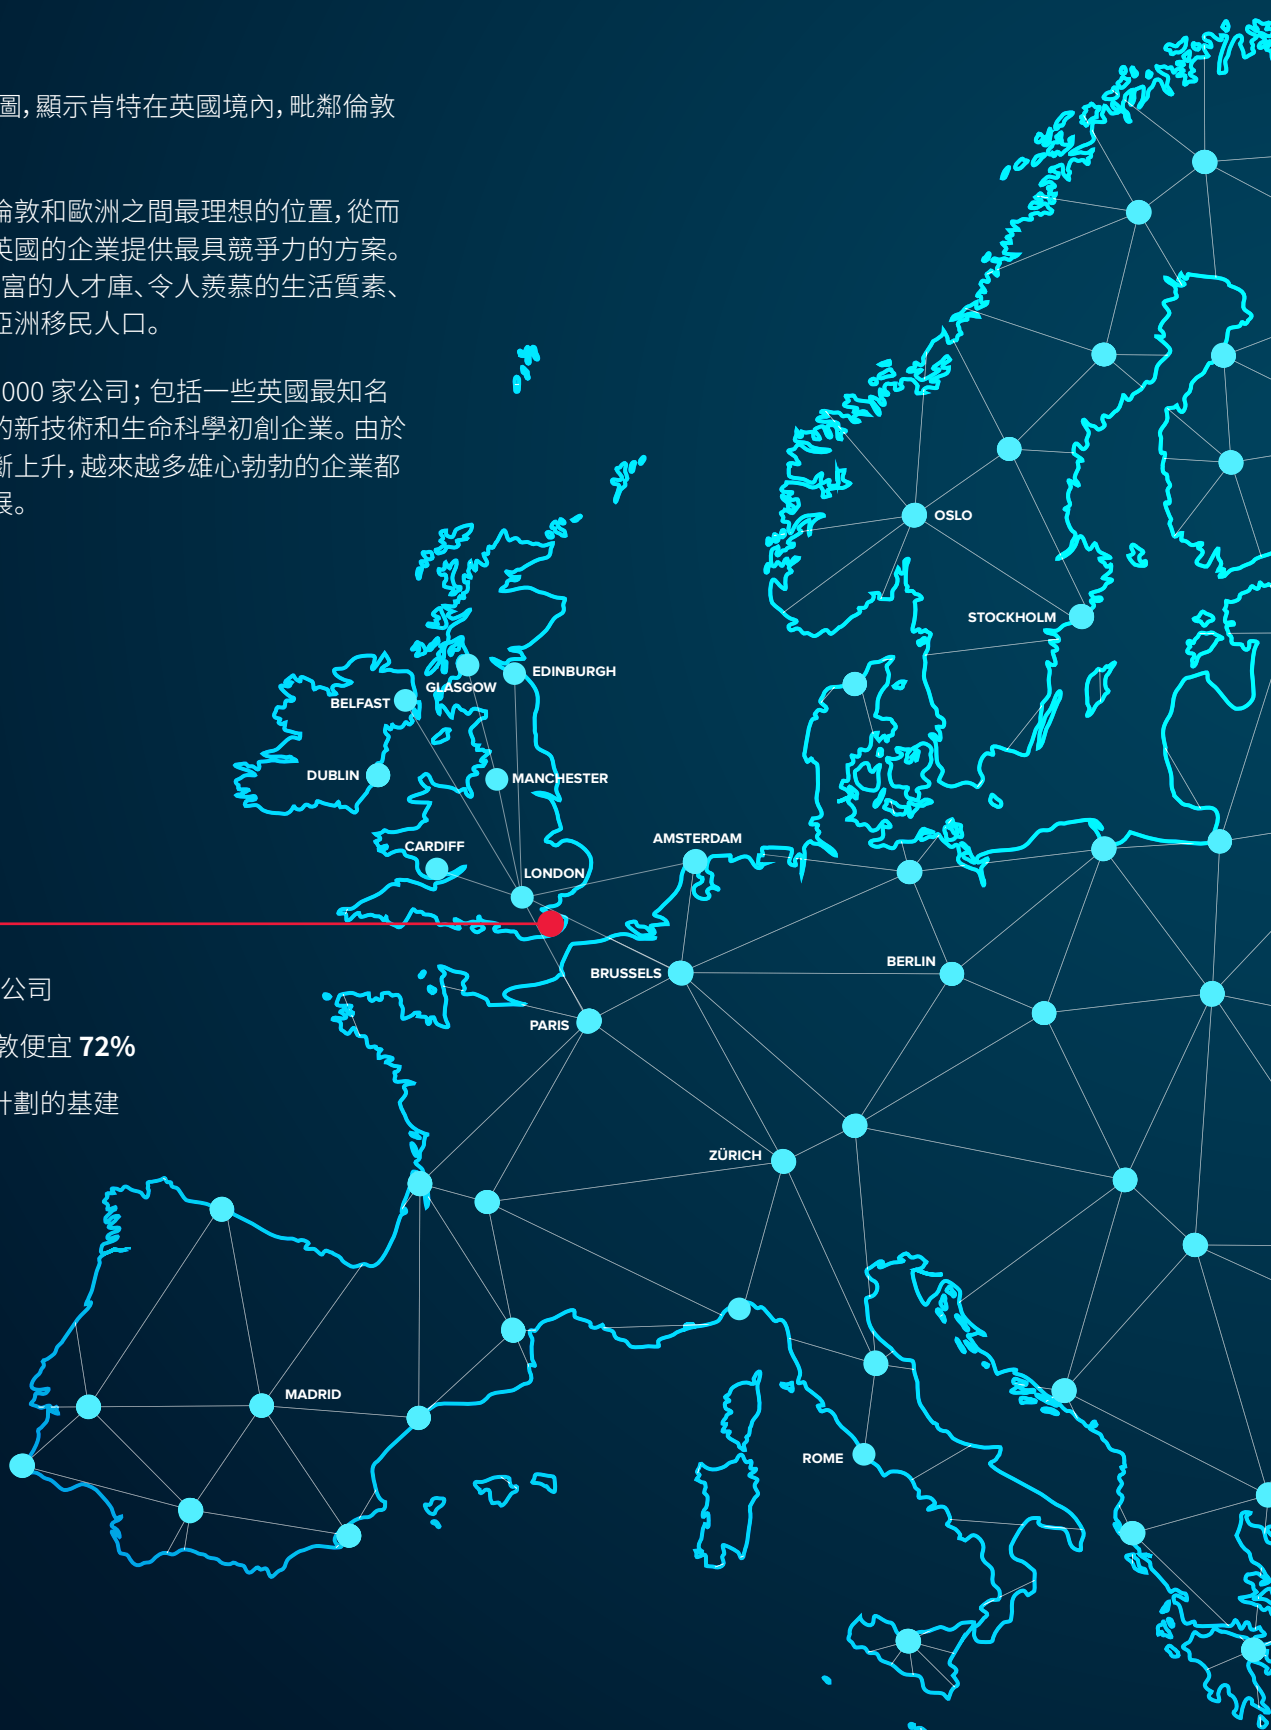 圖，顯示肯特在英國境內，毗鄰倫敦
倫敦和歐洲之間最理想的位置，從而
英國的企業提供最具競爭力的方案。
富的人才庫、令人羨慕的生活質素、
亞洲移民人口。
000 家公司；包括一些英國最知名
的新技術和生命科學初創企業。由於
斷上升，越來越多雄心勃勃的企業都
展。
OSLO
STOCKHOLM
EDINBURGH
GLASGOW
BELFAST
DUBLIN
MANCHESTER
AMSTERDAM
CARDIFF
LONDON
BERLIN
BRUSSELS
公司
PARIS
敦便宜 72%
計劃的基建
ZÜRICH
MADRID
ROME